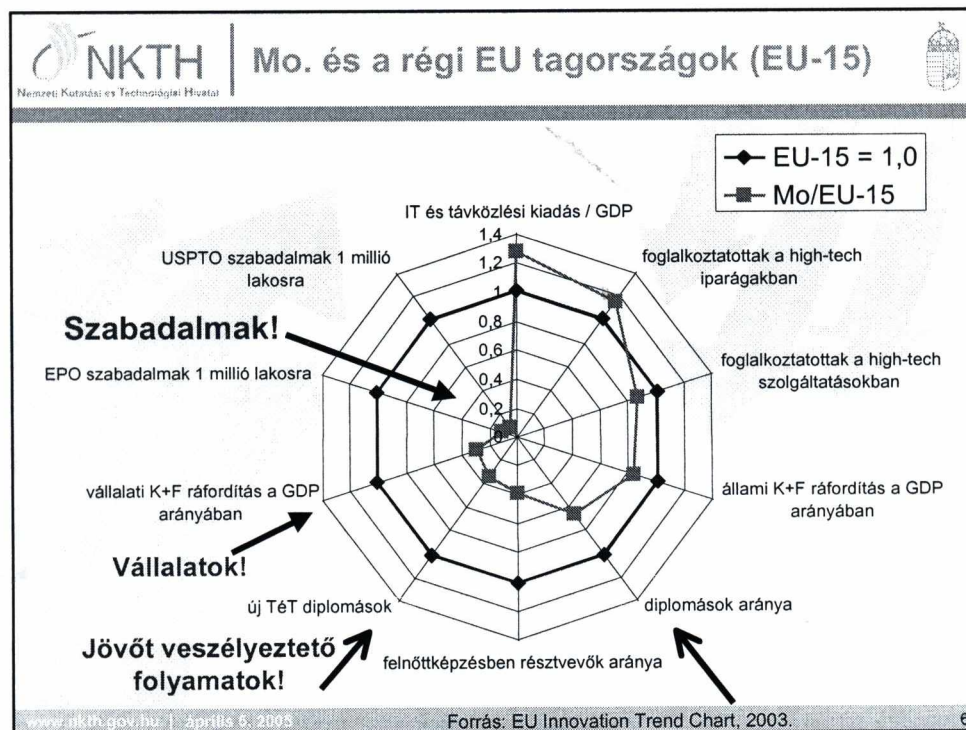 NKTH
Nemzeti Kutatási és Technológiai Hivatal
Mo. és a régi EU tagországok (EU-15)
EU-15 = 1,0
Mo/EU-15
IT és távközlési kiadás / GDP
1,4
1,2
1
0,8
0,6
0,4
0,2
0
foglalkoztatottak a high-tech
iparágakban
foglalkoztatottak a high-tech
szolgáltatásokban
állami K+F ráfordítás a GDP
arányában
diplomások aránya
felnőttképzésben résztvevők aránya
új TéT diplomások
vállalati K+F ráfordítás a GDP
arányában
EPO szabadalmak 1 millió lakosra
USPTO szabadalmak 1 millió
lakosra
Szabadalmak!
Vállalatok!
Jövőt veszélyeztető
folyamatok!
www.nkth.gov.hu | április 6, 2005
Forrás: EU Innovation Trend Chart, 2003.
6